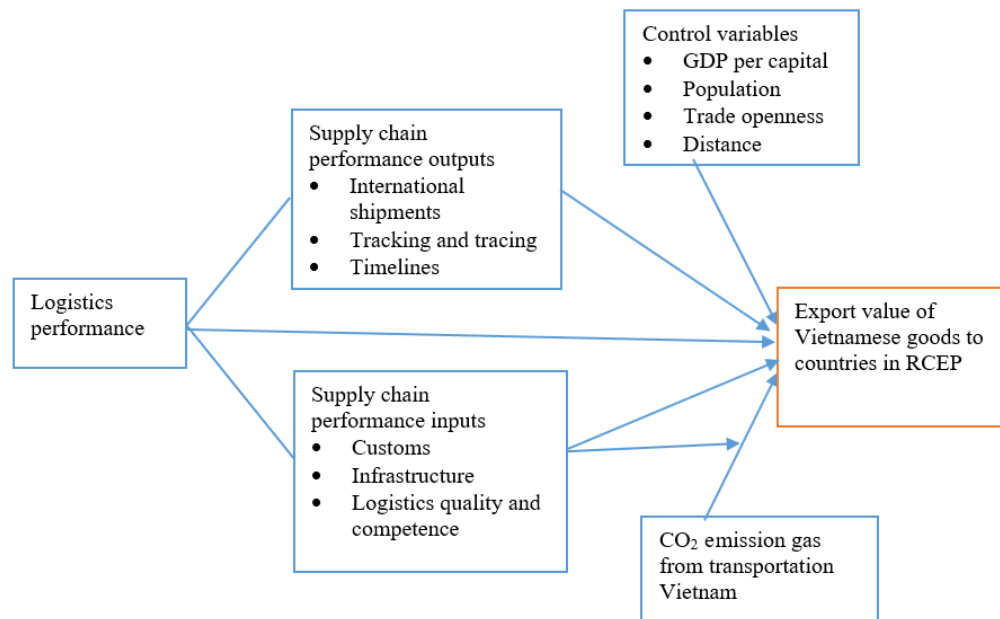 Control variables
• GDP per capital
• Population
• Trade openness
• Distance
Supply chain
performance outputs
• International
shipments
• Tracking and tracing
• Timelines
Logistics
performance
Export value of
Vietnamese goods to
countries in RCEP
Supply chain
performance inputs
• Customs
• Infrastructure
• Logistics quality and
competence
CO₂ emission gas
from transportation
Vietnam